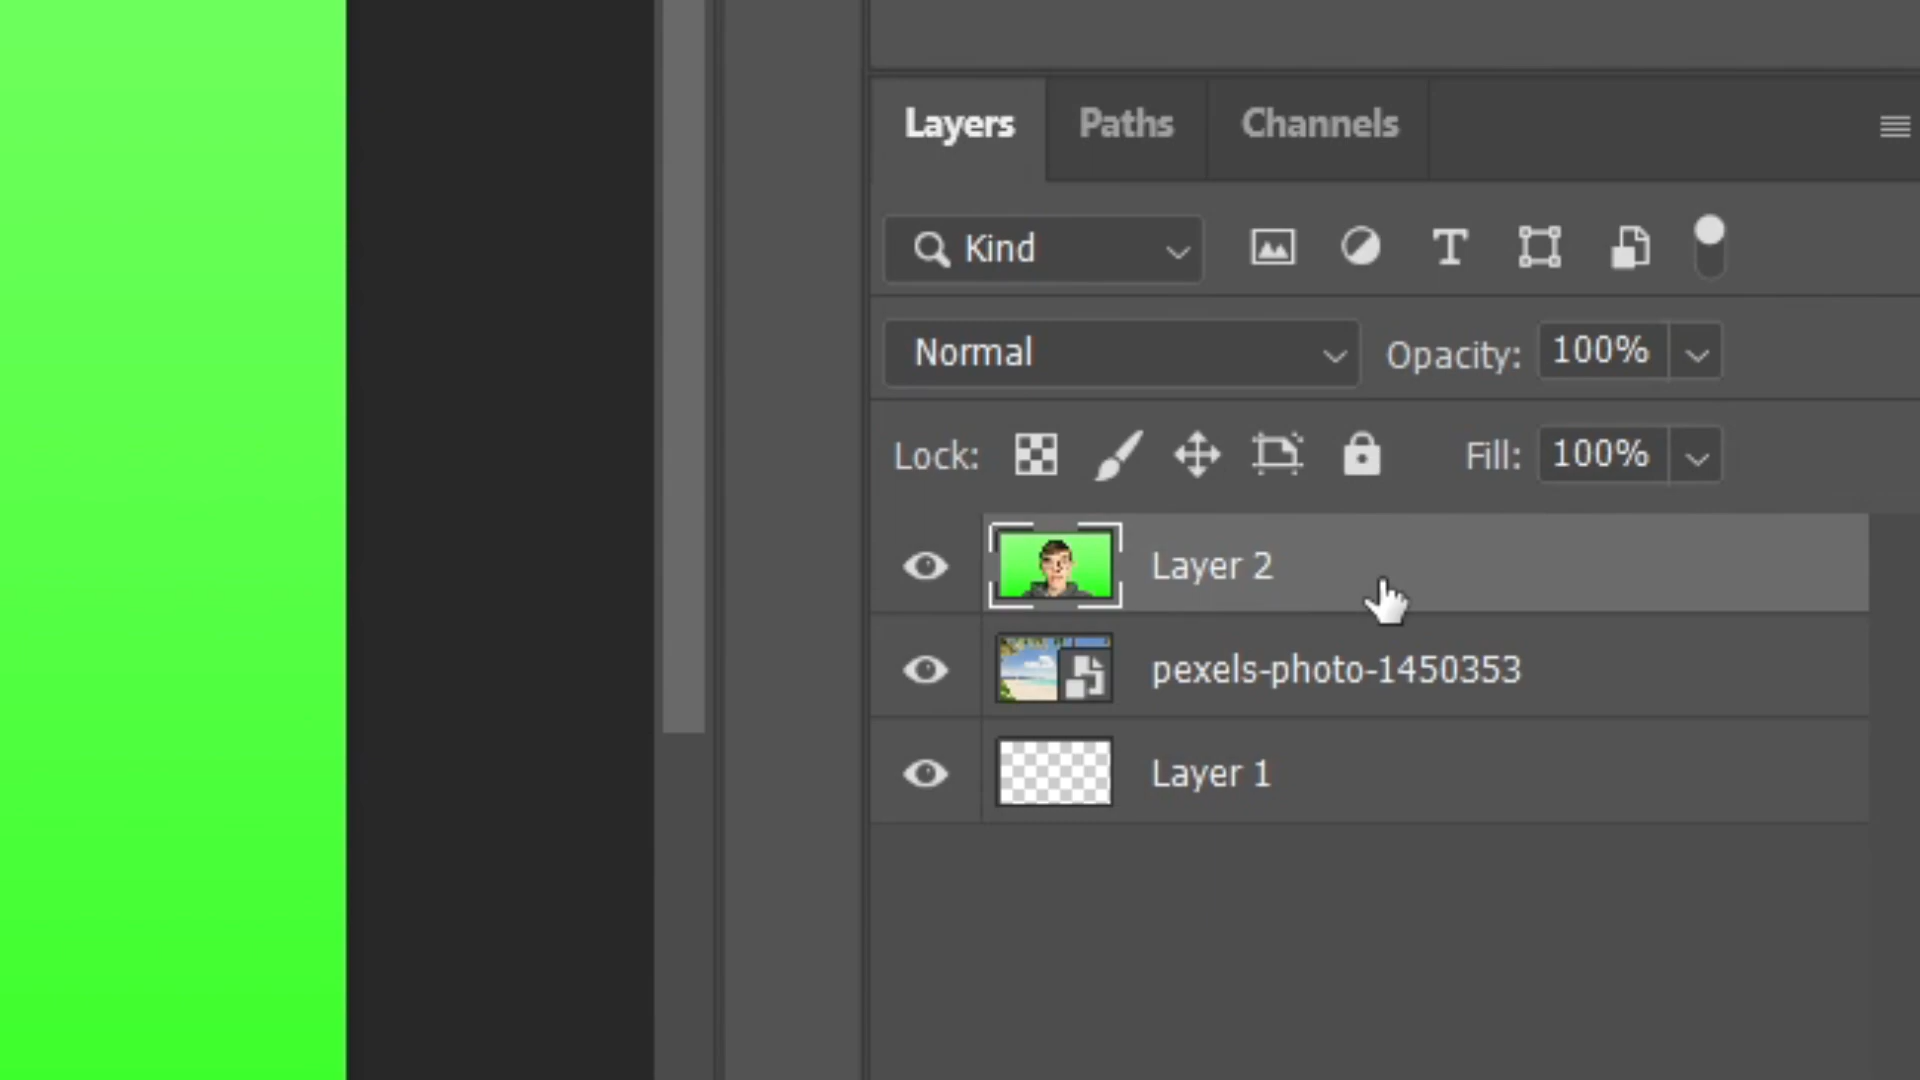 Layers Paths Channels
Kind
Normal Opacity: 100%
Lock: Fill: 100%
Layer 2
pexels-photo-1450353
Layer 1